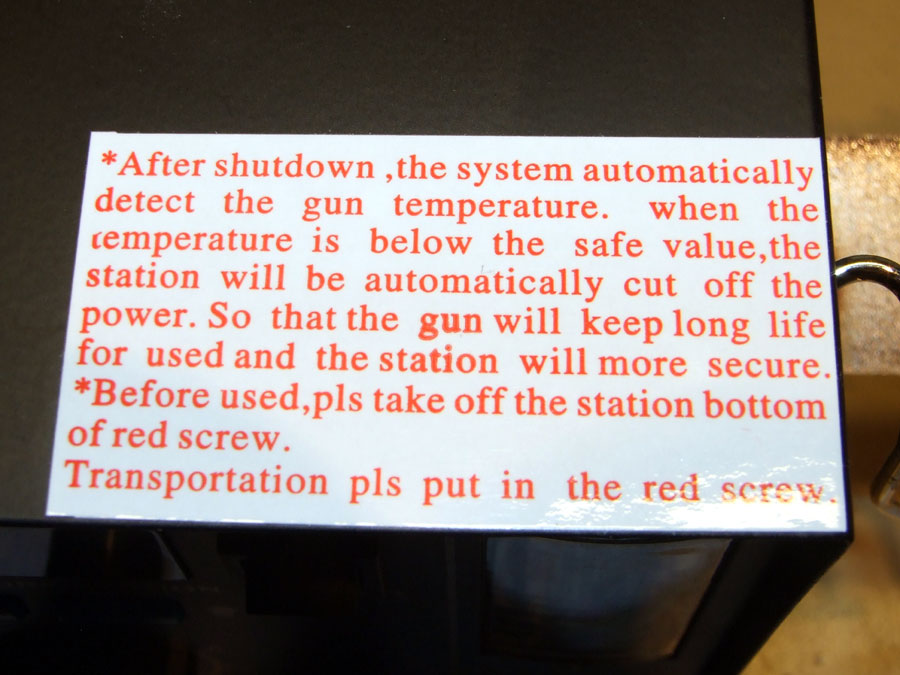 *After shutdown ,the system automatically
detect the gun temperature. when the
temperature is below the safe value,the
station will be automatically cut off the
power. So that the gun will keep long life
for used and the station will more secure.
*Before used,pls take off the station bottom
of red screw.
Transportation pls put in the red screw.